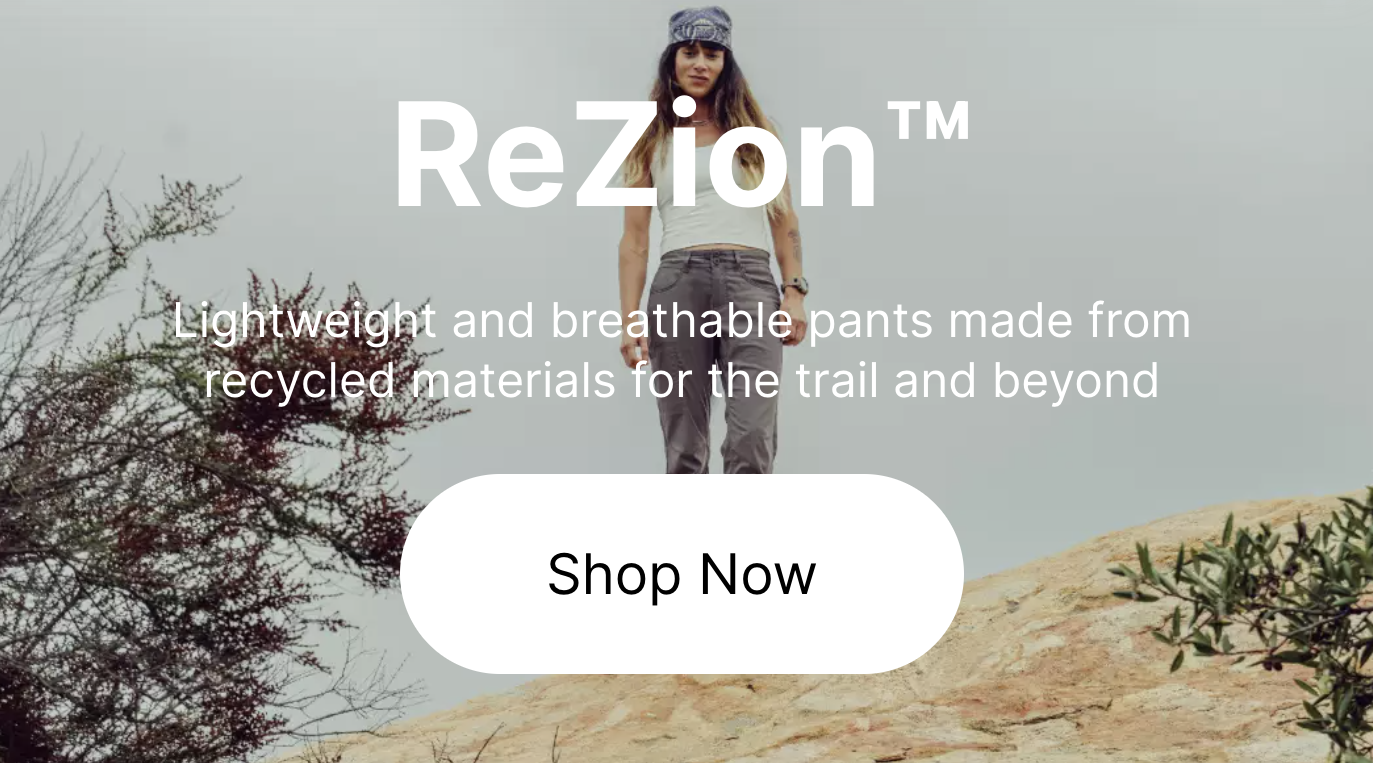 ReZion™
Lightweight and breathable pants made from
recycled materials for the trail and beyond
Shop Now